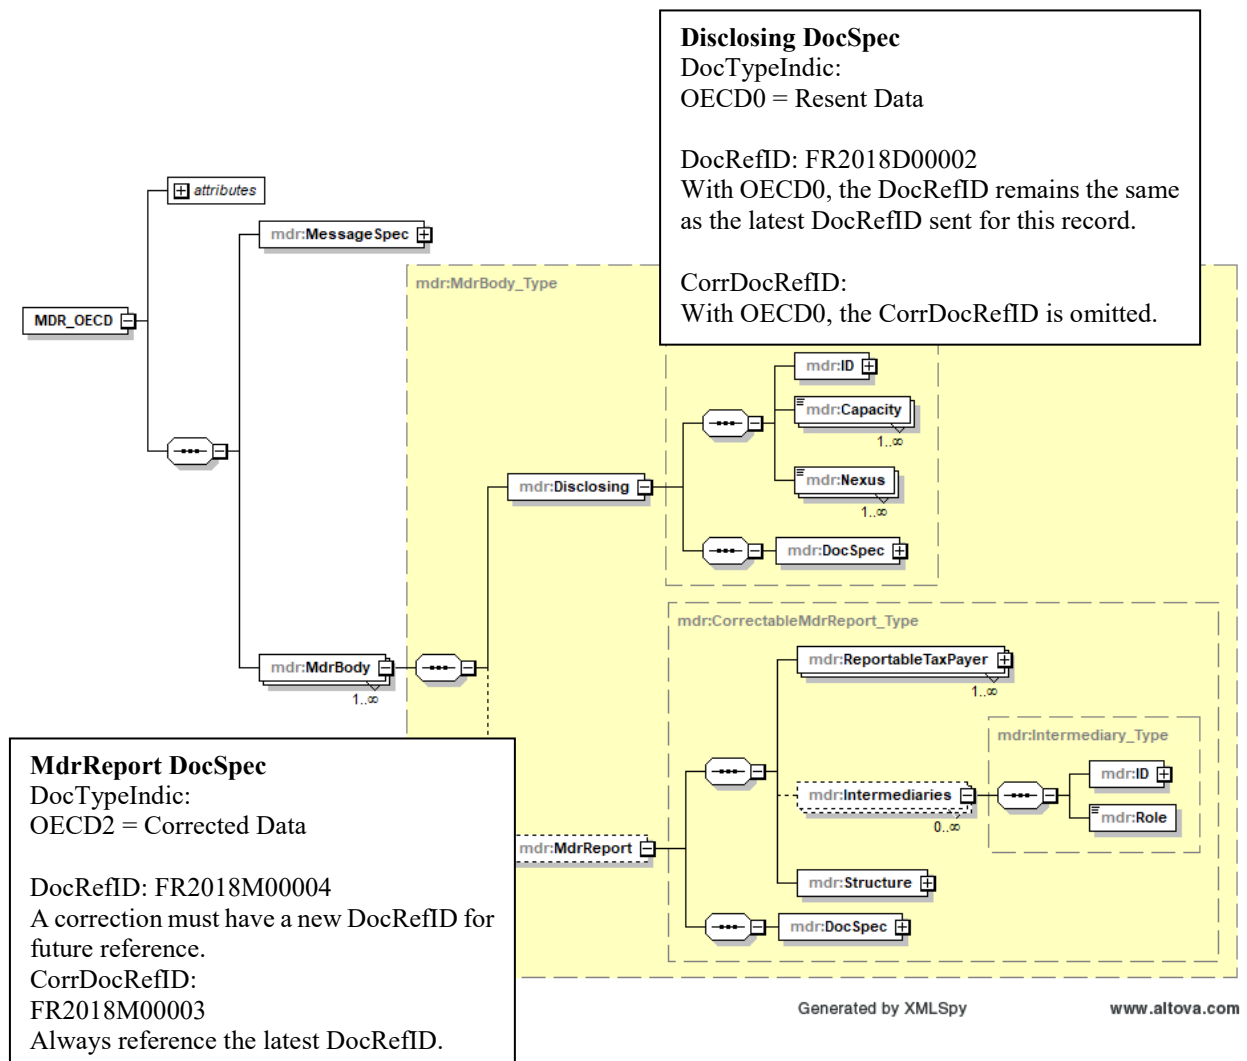 Disclosing DocSpec
DocTypeIndic:
OECD0 = Resent Data
DocRefID: FR2018D00002
With OECD0, the DocRefID remains the same
as the latest DocRefID sent for this record.
CorrDocRefID:
With OECD0, the CorrDocRefID is omitted.
attributes
mdr:MessageSpec
mdr:MdrBody_Type
MDR_OECD
mdr:ID
mdr:Capacity
1..∞
mdr:Disclosing
mdr:Nexus
1..∞
mdr:DocSpec
mdr:CorrectableMdrReport_Type
mdr:MdrBody
1..∞
mdr:ReportableTaxPayer
1..∞
mdr:Intermediary_Type
mdr:ID
mdr:Intermediaries
0..∞
mdr:Role
mdr:MdrReport
mdr:Structure
mdr:DocSpec
MdrReport DocSpec
DocTypeIndic:
OECD2 = Corrected Data
DocRefID: FR2018M00004
A correction must have a new DocRefID for
future reference.
CorrDocRefID:
FR2018M00003
Always reference the latest DocRefID.
Generated by XMLSpy
www.altova.com